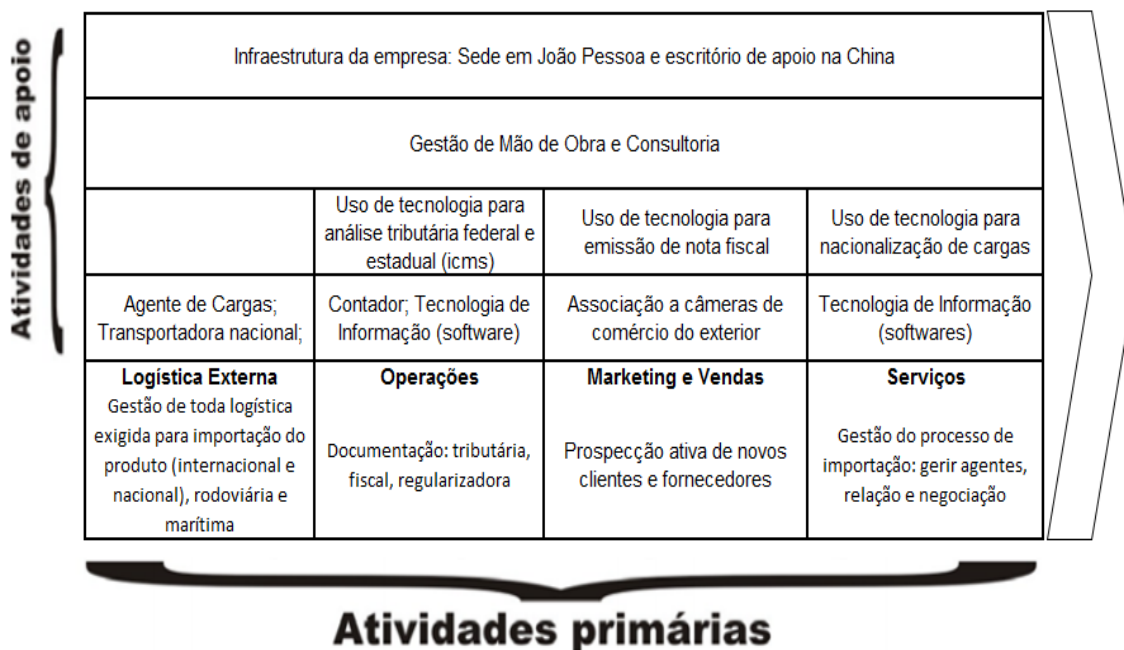 Atividades de apoio
Infraestrutura da empresa: Sede em João Pessoa e escritório de apoio na China
Gestão de Mão de Obra e Consultoria
Uso de tecnologia para
análise tributária federal e
estadual (icms)
Uso de tecnologia para
emissão de nota fiscal
Uso de tecnologia para
nacionalização de cargas
Agente de Cargas;
Transportadora nacional;
Contador; Tecnologia de
Informação (software)
Associação a câmeras de
comércio do exterior
Tecnologia de Informação
(softwares)
Logística Externa
Gestão de toda logística
exigida para importação do
produto (internacional e
nacional), rodoviária e
marítima
Operações
Documentação: tributária,
fiscal, regularizadora
Marketing e Vendas
Prospecção ativa de novos
clientes e fornecedores
Serviços
Gestão do processo de
importação: gerir agentes,
relação e negociação
Atividades primárias